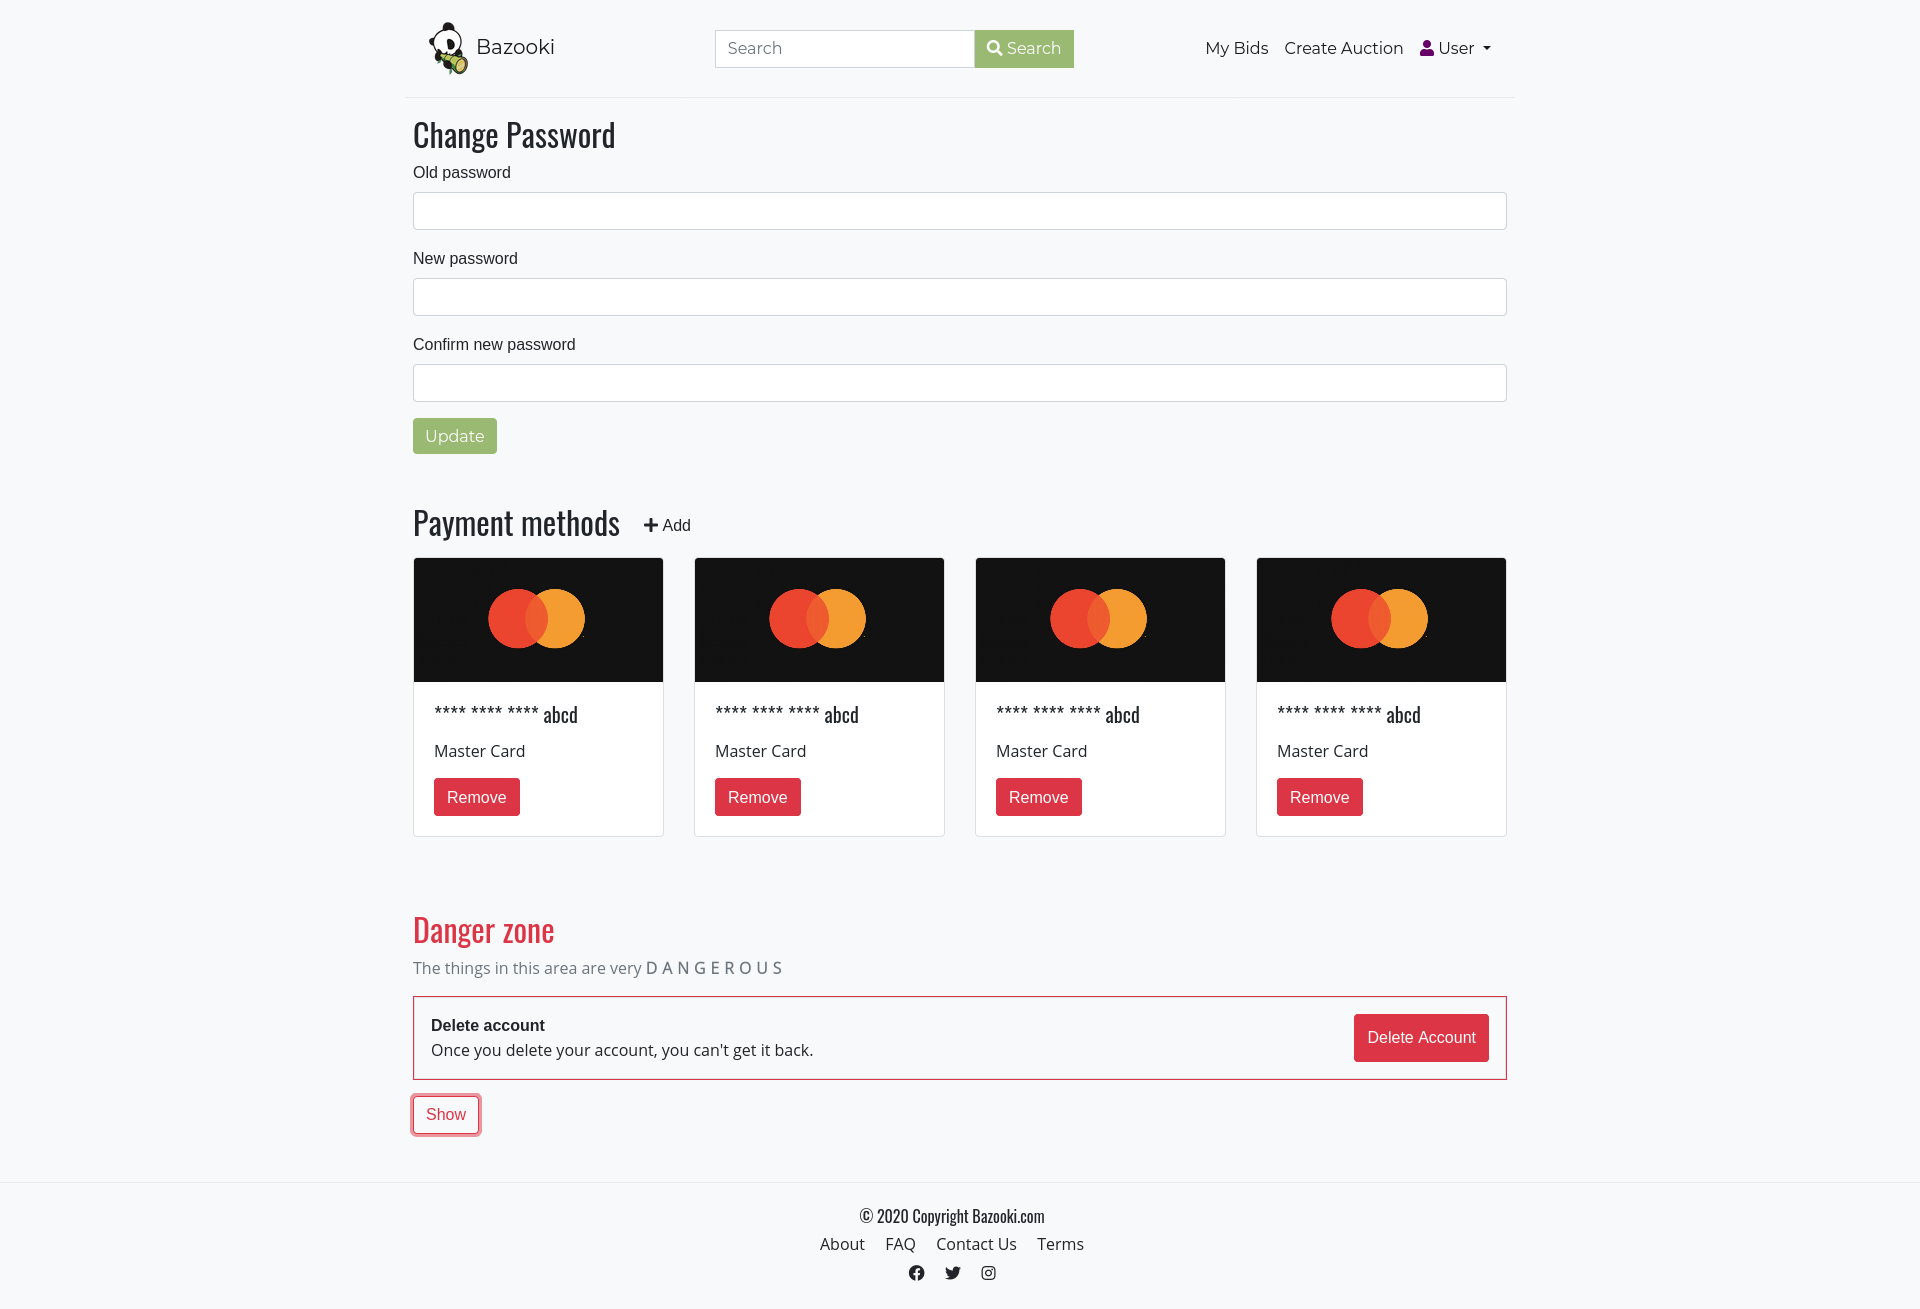 Bazooki
Search
Search
My Bids
Create Auction
User
Change Password
Old password
New password
Confirm new password
Update
Payment methods
Add
**** **** **** abcd
Master Card
Remove
**** **** **** abcd
Master Card
Remove
**** **** **** abcd
Master Card
Remove
**** **** **** abcd
Master Card
Remove
Danger zone
The things in this area are very D A N G E R O U S
Delete account
Once you delete your account, you can't get it back.
Delete Account
Show
© 2020 Copyright Bazooki.com
About FAQ Contact Us Terms